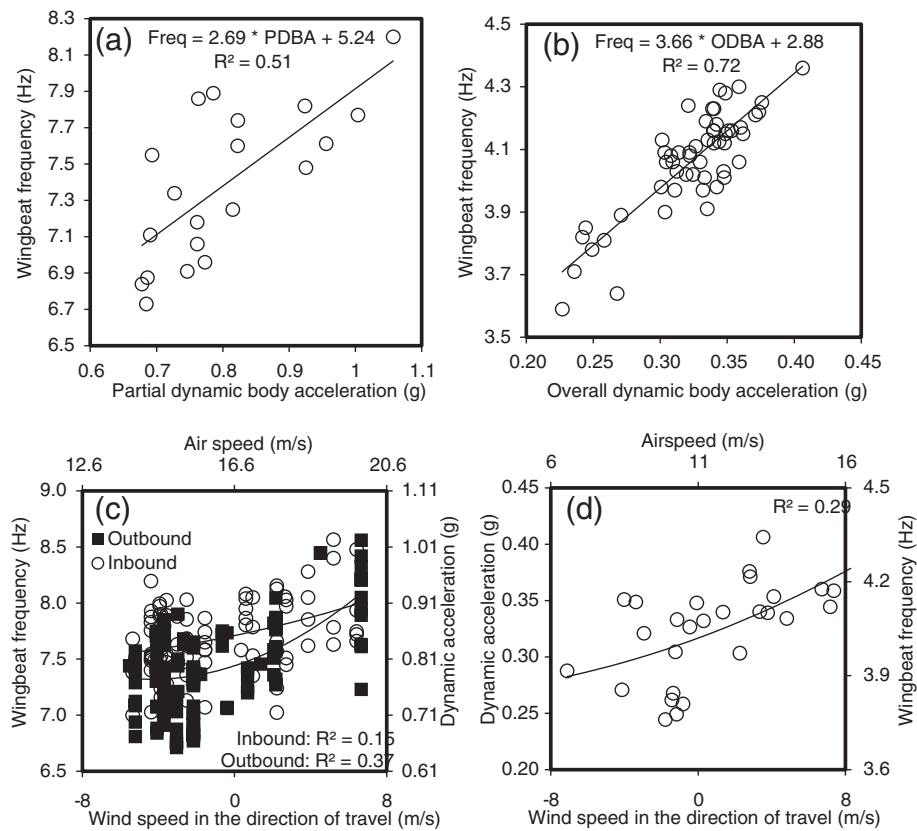 (a)
Freq = 2.69 * PDBA + 5.24
R² = 0.51
Wingbeat frequency (Hz)
8.3
7.9
7.7
7.3
7.1
6.7
6.5
0.6
0.7
0.8
0.9
1
1.1
Partial dynamic body acceleration (g)
(b)
Freq = 3.66 * ODBA + 2.88
R² = 0.72
Wingbeat frequency (Hz)
4.5
4.3
4.1
3.9
3.7
3.5
0.20
0.25
0.30
0.35
0.40
0.45
Overall dynamic body acceleration (g)
Air speed (m/s)
12.6
16.6
20.6
(c)
Outbound
Inbound
Wingbeat frequency (Hz)
9.0
8.5
8.0
7.5
7.0
6.5
Dynamic acceleration (g)
1.11
1.01
0.91
0.81
0.71
0.61
Inbound: R² = 0.15
Outbound: R² = 0.37
-8
0
8
Wind speed in the direction of travel (m/s)
Airspeed (m/s)
6
11
16
(d)
R² = 0.29
Dynamic acceleration (g)
0.45
0.40
0.35
0.30
0.25
0.20
Wingbeat frequency (Hz)
4.5
4.2
3.9
3.6
-8
0
8
Wind speed in the direction of travel (m/s)